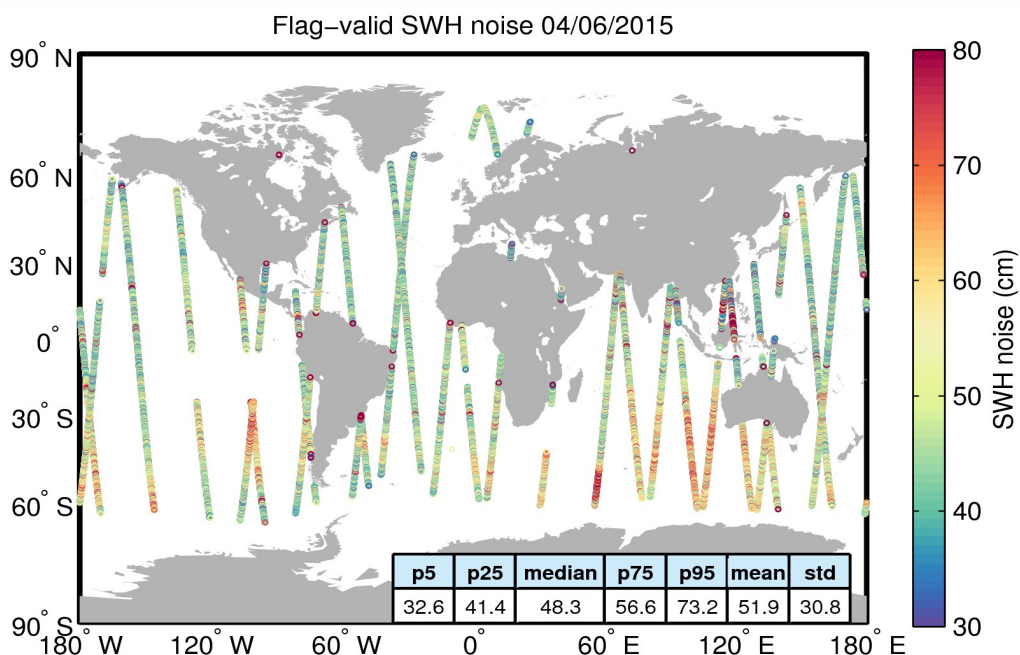 Flag−valid SWH noise 04/06/2015
90° N
60° N
30° N
0°
30° S
60° S
90° S
180° W
120° W
60° W
0°
60° E
120° E
180° E
80
70
60
50
40
30
SWH noise (cm)
p5 p25 median p75 p95 mean std
32.6 41.4 48.3 56.6 73.2 51.9 30.8